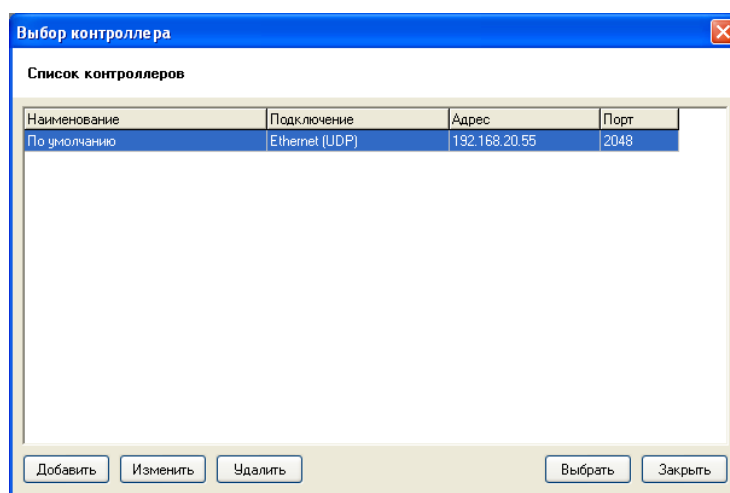 Выбор контроллера
Список контроллеров
Наименование Подключение Адрес Порт
По умолчанию Ethernet (UDP) 192.168.20.55 2048
Добавить Изменить Удалить Выбрать Закрыть